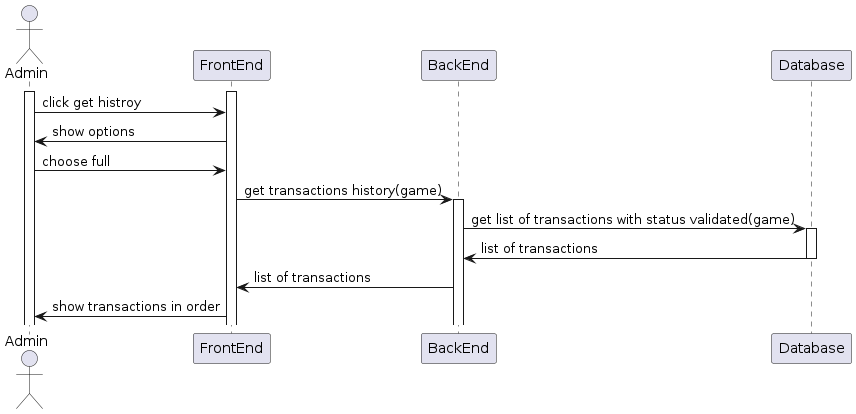 Admin
FrontEnd
BackEnd
Database
click get histroy
show options
choose full
get transactions history(game)
get list of transactions with status validated(game)
list of transactions
list of transactions
show transactions in order
Admin
FrontEnd
BackEnd
Database